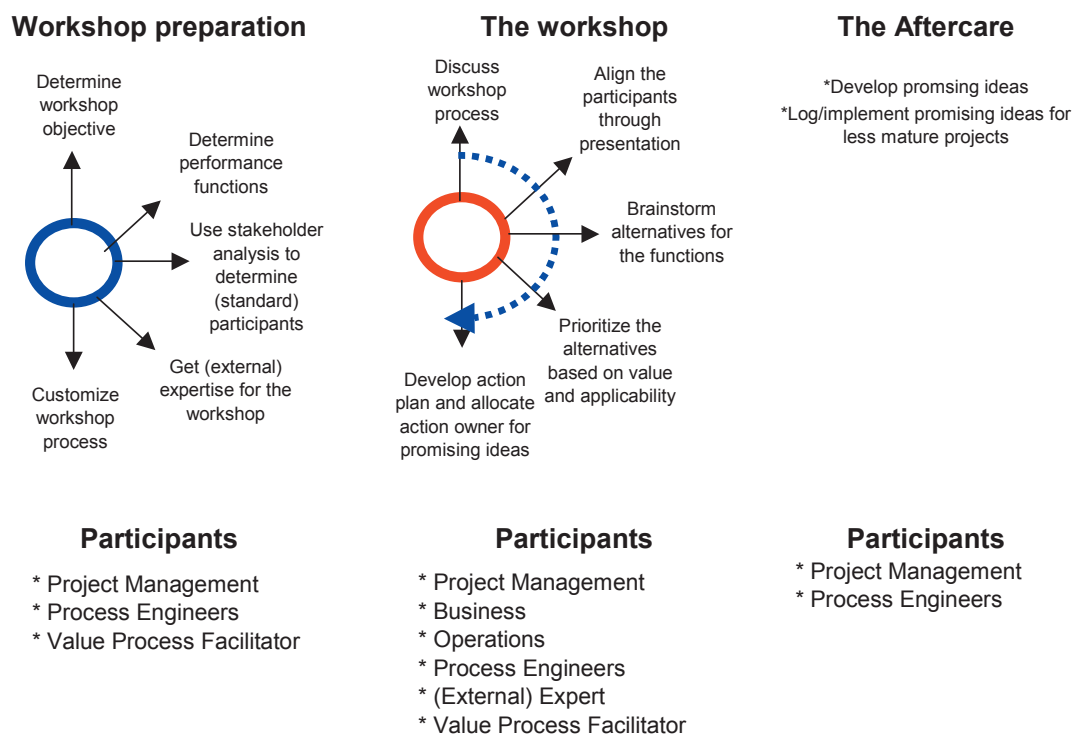 Workshop preparation
Determine
workshop
objective
Determine
performance
functions
Use stakeholder
analysis to
determine
(standard)
participants
Get (external)
expertise for the
workshop
Customize
workshop
process
The workshop
Discuss
workshop
process
Align the
participants
through
presentation
Brainstorm
alternatives for
the functions
Prioritize the
alternatives
based on value
and applicability
Develop action
plan and allocate
action owner for
promising ideas
The Aftercare
*Develop promsing ideas
*Log/implement promising ideas for
less mature projects
Participants
* Project Management
* Process Engineers
* Value Process Facilitator
Participants
* Project Management
* Business
* Operations
* Process Engineers
* (External) Expert
* Value Process Facilitator
Participants
* Project Management
* Process Engineers